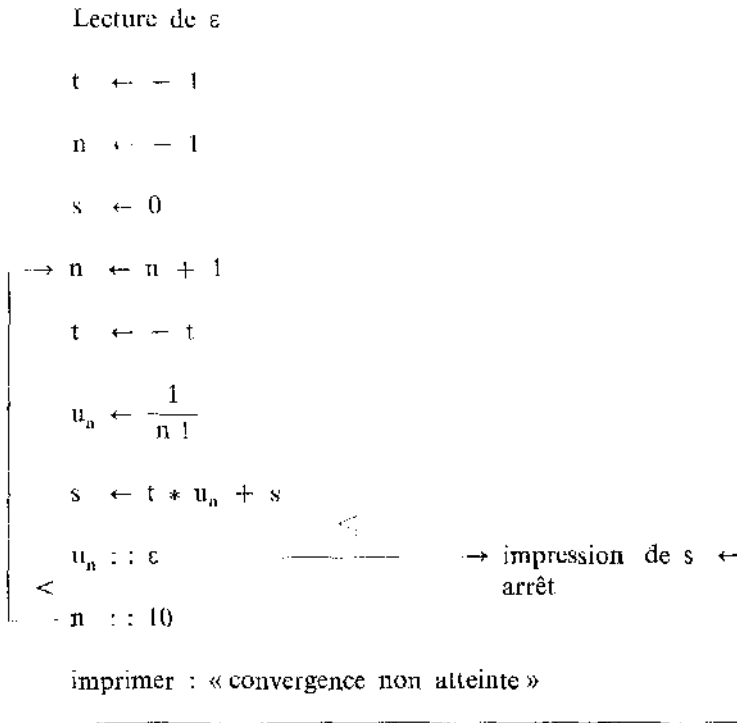 Lecture de ε
t ← − 1
n ← − 1
s ← 0
→ n ← n + 1
t ← − t
uₙ ← 1 / n !
s ← t * uₙ + s
uₙ : : ε ⩽ → impression de s ←
arrêt
<
n : : 10
imprimer : « convergence non atteinte »